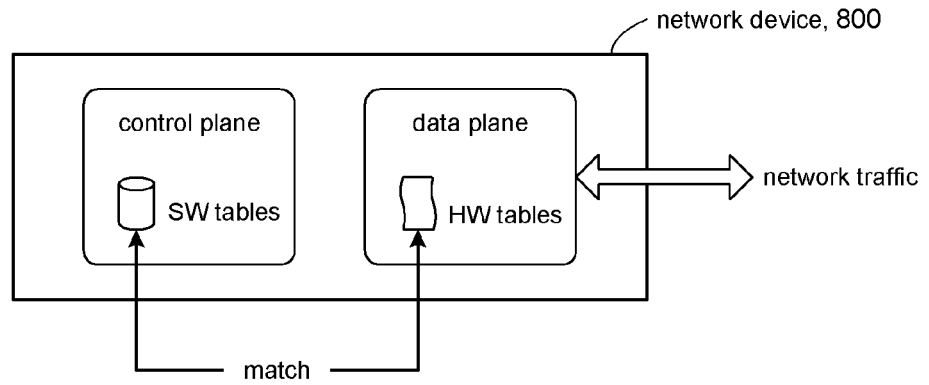 network device, 800
control plane
data plane
SW tables
HW tables
network traffic
match